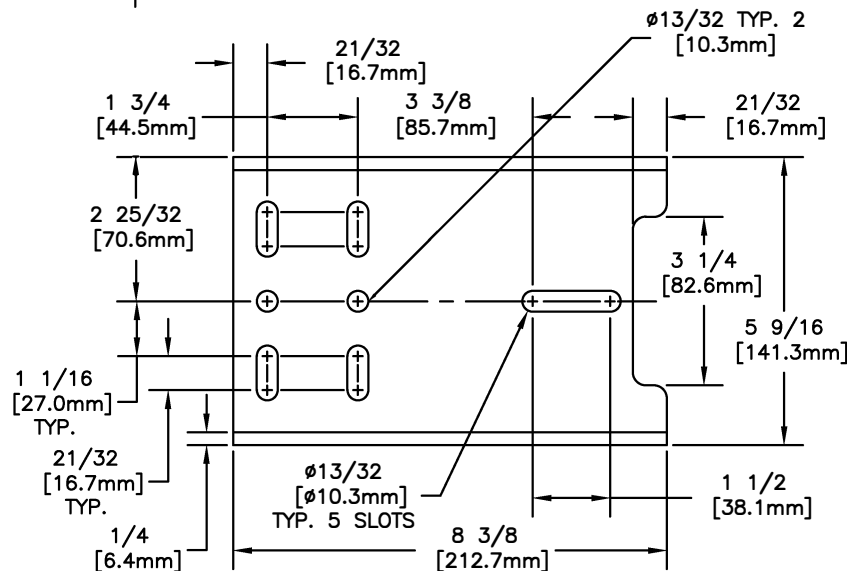 ø13/32 TYP. 2
[10.3mm]
21/32
[16.7mm]
1 3/4
[44.5mm]
3 3/8
[85.7mm]
21/32
[16.7mm]
2 25/32
[70.6mm]
3 1/4
[82.6mm]
5 9/16
[141.3mm]
1 1/16
[27.0mm]
TYP.
21/32
[16.7mm]
TYP.
ø13/32
[ø10.3mm]
TYP. 5 SLOTS
1 1/2
[38.1mm]
1/4
[6.4mm]
8 3/8
[212.7mm]